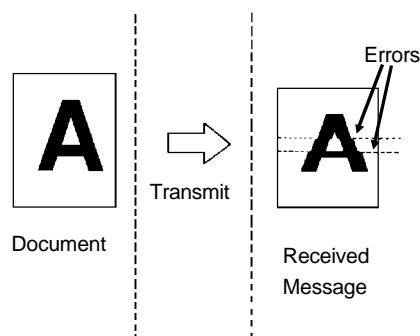 Errors
A
A
Transmit
Document
Received
Message